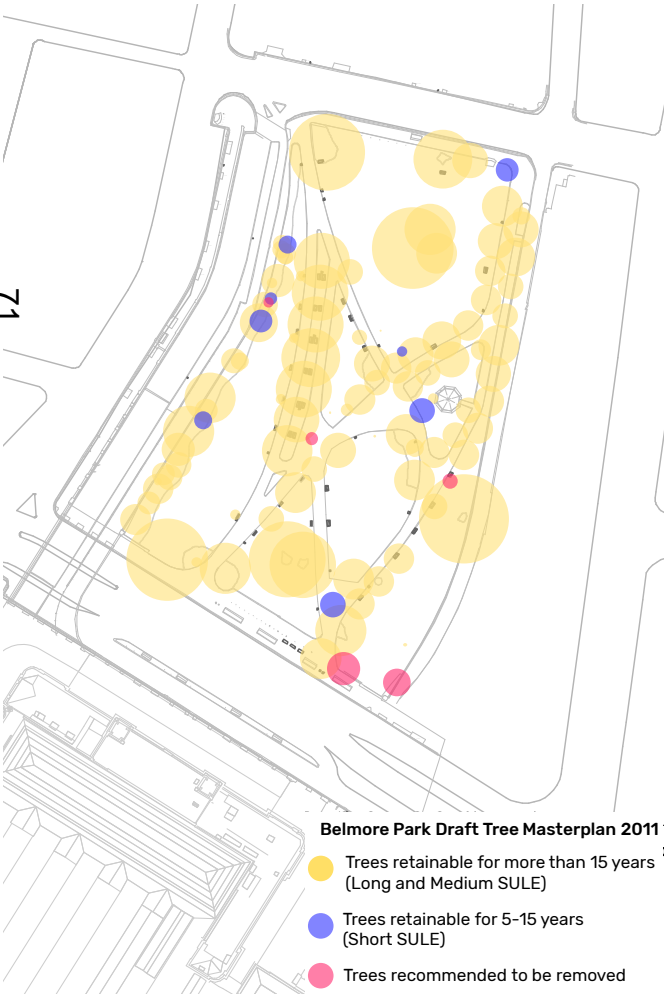 71
Belmore Park Draft Tree Masterplan 2011
Trees retainable for more than 15 years
(Long and Medium SULE)
Trees retainable for 5-15 years
(Short SULE)
Trees recommended to be removed